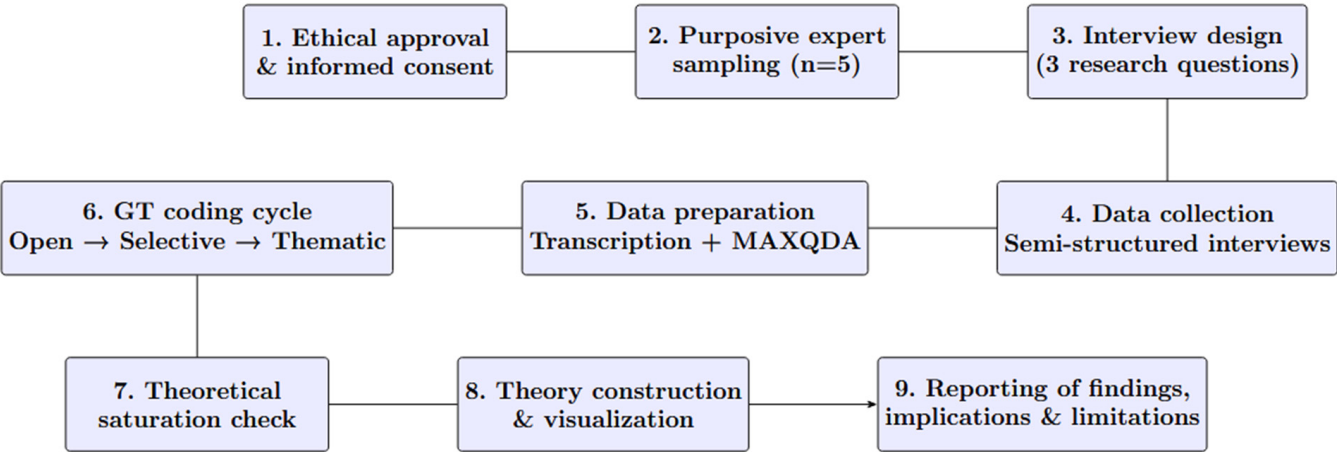 1. Ethical approval
& informed consent
2. Purposive expert
sampling (n=5)
3. Interview design
(3 research questions)
4. Data collection
Semi-structured interviews
5. Data preparation
Transcription + MAXQDA
6. GT coding cycle
Open → Selective → Thematic
7. Theoretical
saturation check
8. Theory construction
& visualization
9. Reporting of findings,
implications & limitations